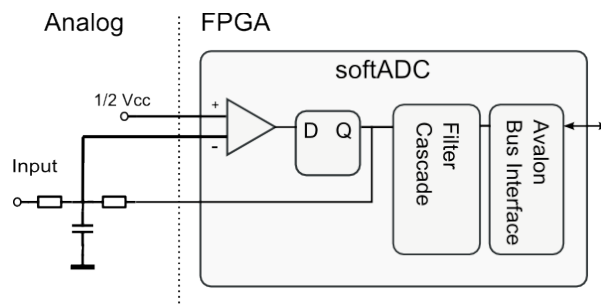 Analog
FPGA
softADC
1/2 Vcc
+
-
D Q
Input
Filter
Cascade
Avalon
Bus Interface